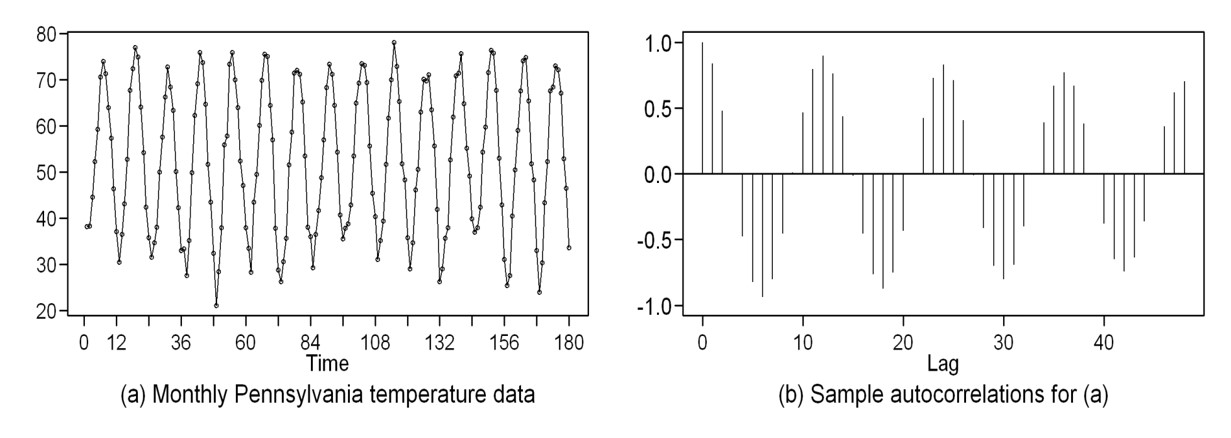 80
70
60
50
40
30
20
0 12 36 60 84 108 132 156 180
Time
(a) Monthly Pennsylvania temperature data
1.0
0.5
0.0
-0.5
-1.0
0 10 20 30 40
Lag
(b) Sample autocorrelations for (a)